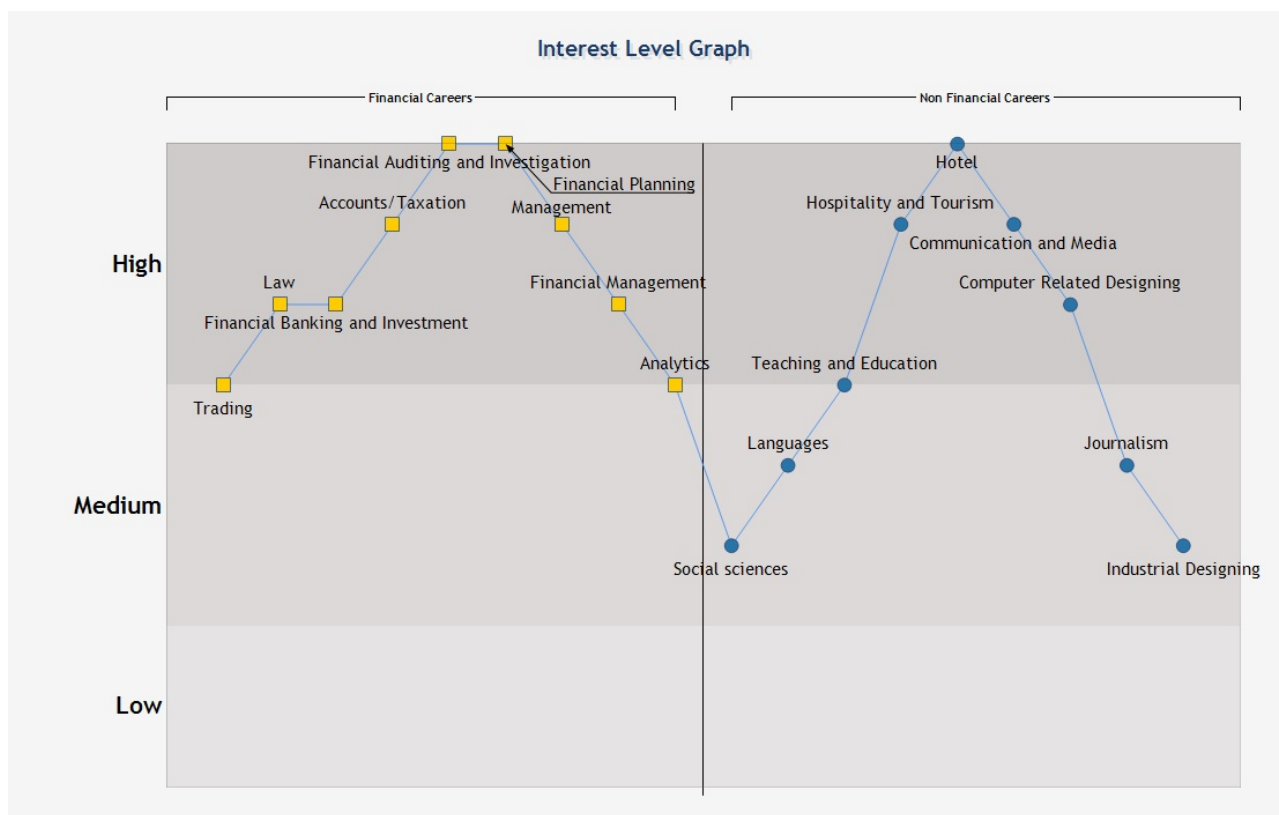 Interest Level Graph
Financial Careers
Non Financial Careers
Financial Auditing and Investigation
Hotel
Financial Planning
Accounts/Taxation
Management
Hospitality and Tourism
Communication and Media
High
Law
Financial Management
Computer Related Designing
Financial Banking and Investment
Analytics
Teaching and Education
Trading
Languages
Journalism
Medium
Social sciences
Industrial Designing
Low